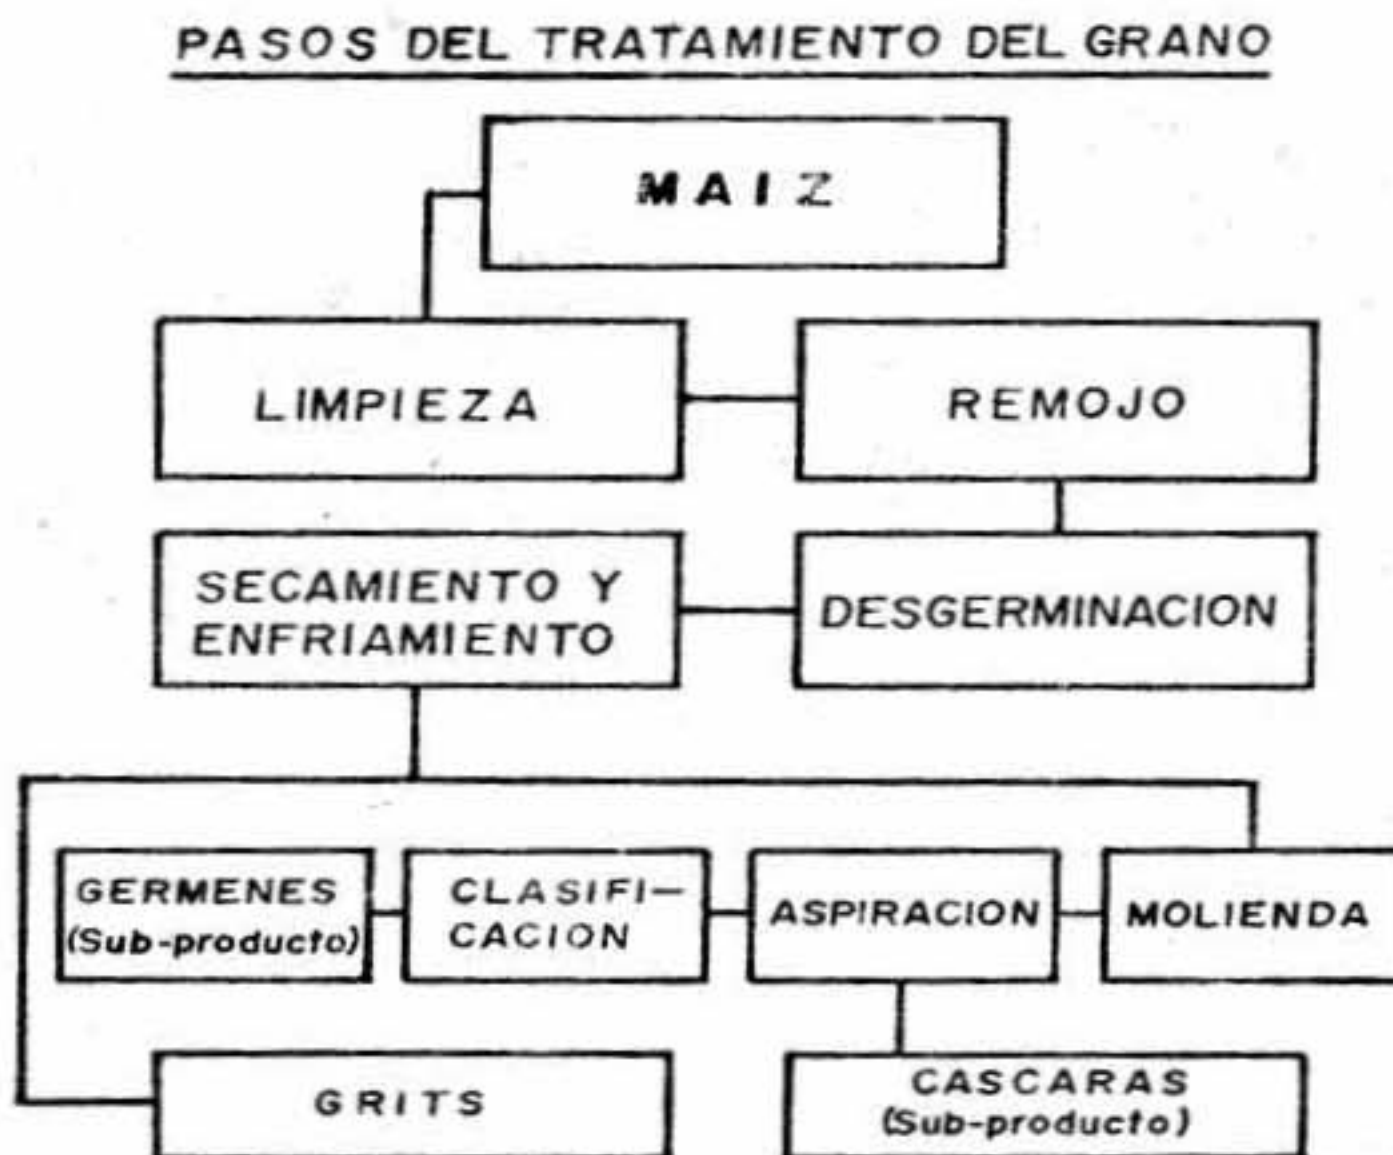 PASOS DEL TRATAMIENTO DEL GRANO
MAIZ
LIMPIEZA
REMOJO
SECAMIENTO Y
ENFRIAMIENTO
DESGERMINACION
GERMENES
(Sub-producto)
CLASIFI-
CACION
ASPIRACION
MOLIENDA
GRITS
CASCARAS
(Sub-producto)